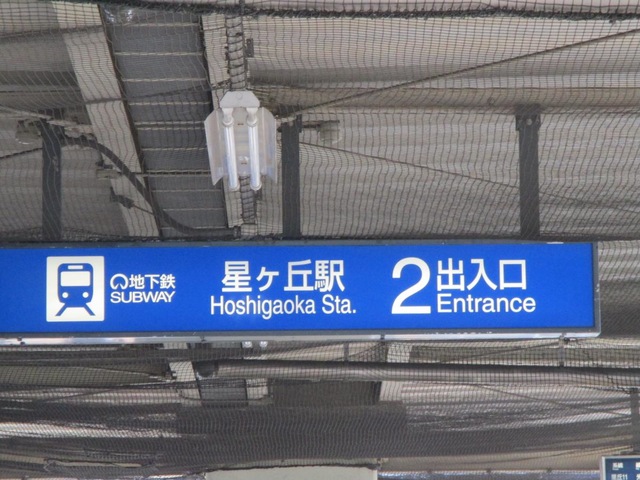 地下鉄
SUBWAY
星ヶ丘駅
Hoshigaoka Sta.
2 出入口
Entrance